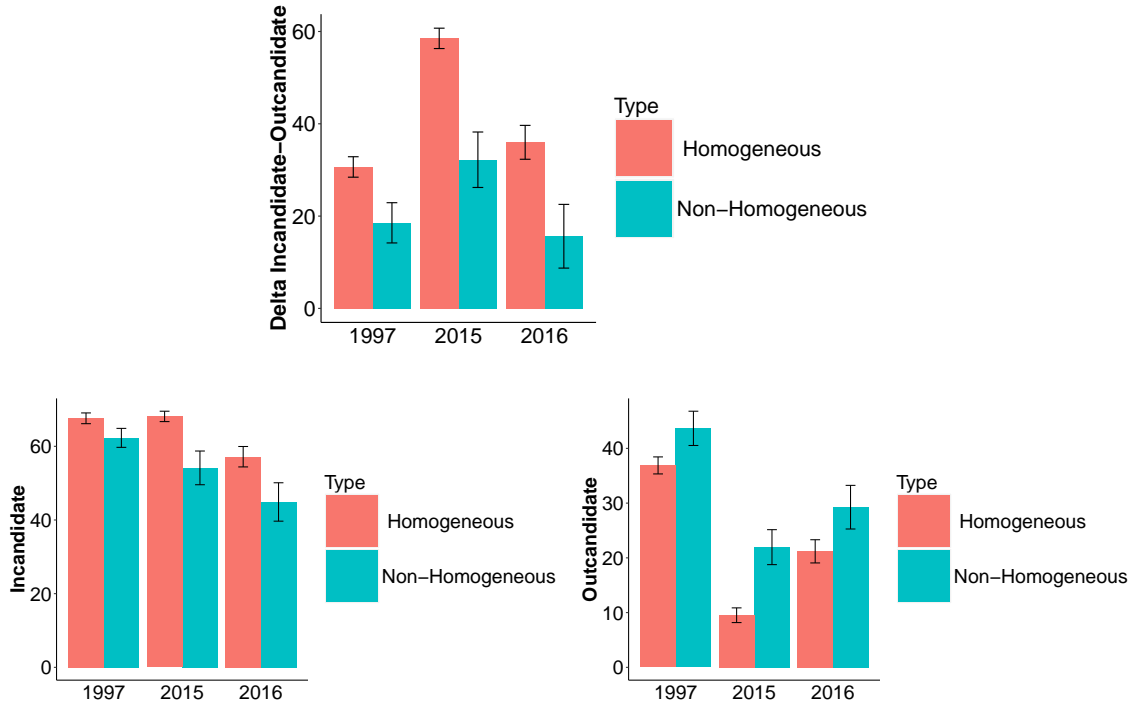 Delta Incandidate−Outcandidate
60
40
20
0
1997 2015 2016
Type
Homogeneous
Non−Homogeneous
Incandidate
60
40
20
0
1997 2015 2016
Type
Homogeneous
Non−Homogeneous
Outcandidate
40
30
20
10
0
1997 2015 2016
Type
Homogeneous
Non−Homogeneous